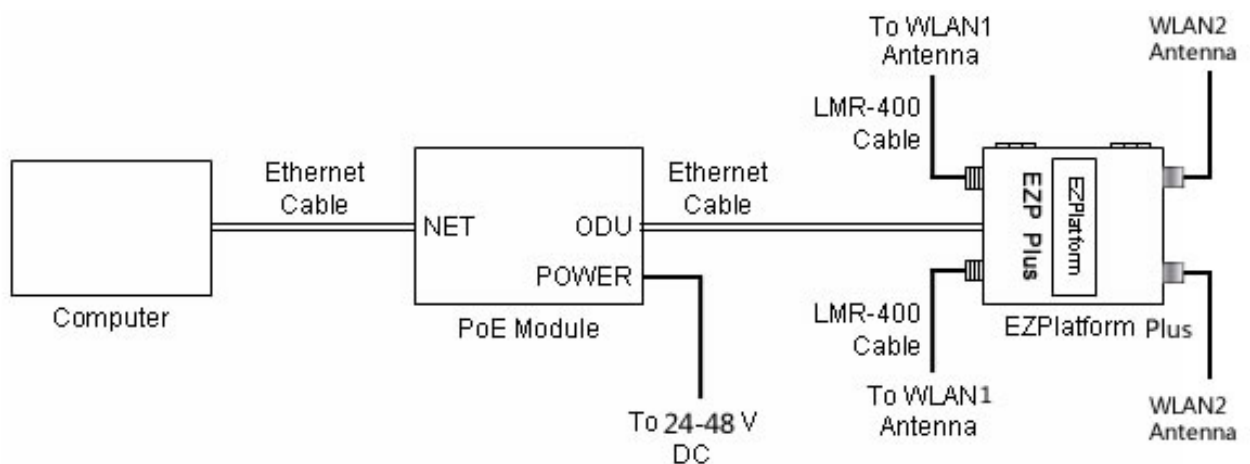 To WLAN1
Antenna
WLAN2
Antenna
LMR-400
Cable
Ethernet
Cable
Ethernet
Cable
NET
ODU
POWER
EZP Plus
EZPlatform
Computer
PoE Module
LMR-400
Cable
EZPlatform Plus
To 24-48 V
DC
To WLAN1
Antenna
WLAN2
Antenna